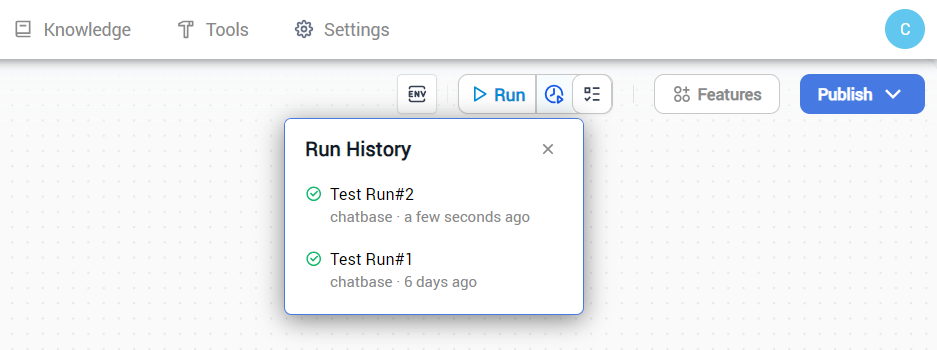 Knowledge Tools Settings C
ENV Run Features Publish
Run History
Test Run#2
chatbase · a few seconds ago
Test Run#1
chatbase · 6 days ago